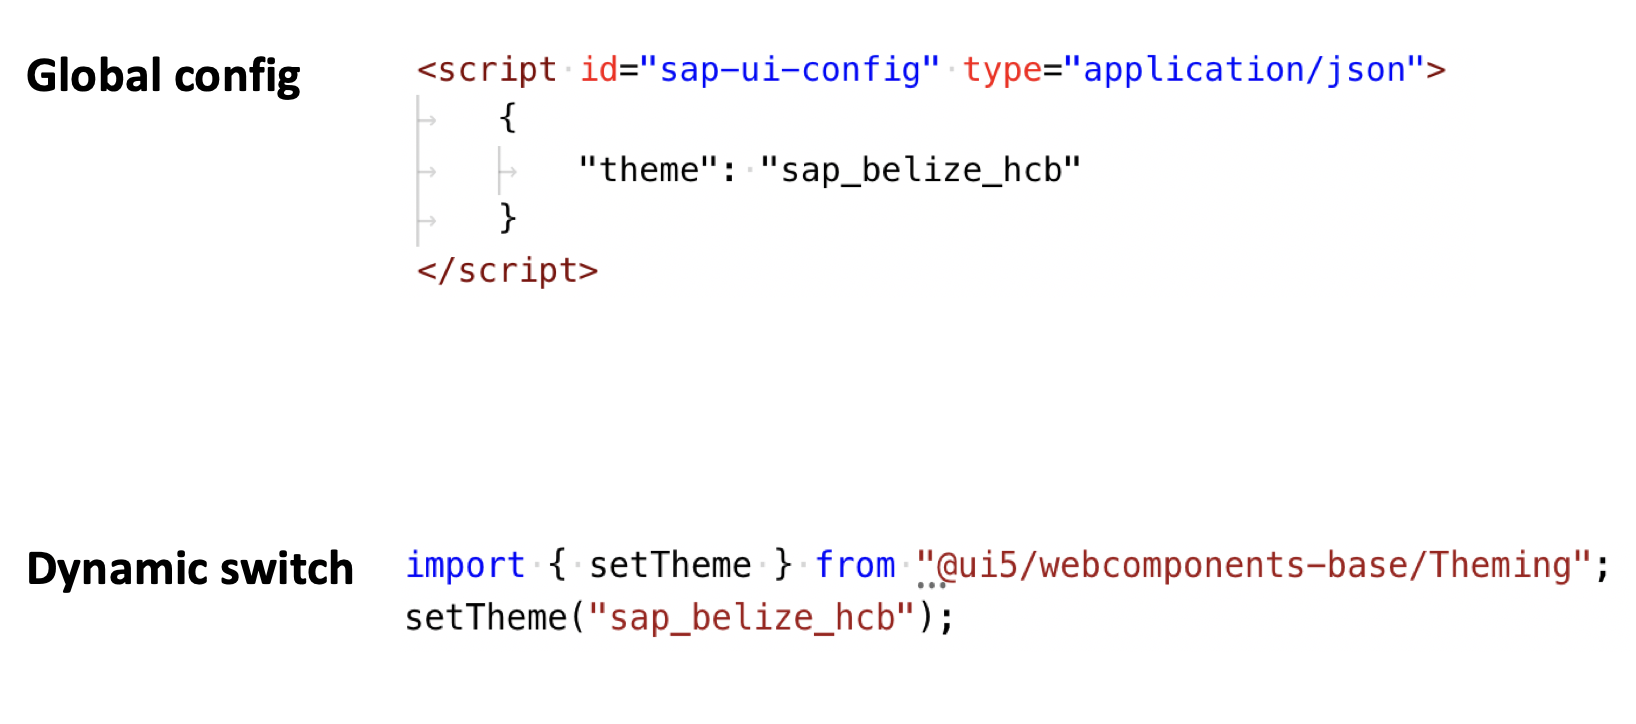 Global config
<script id="sap-ui-config" type="application/json">
{
"theme": "sap_belize_hcb"
}
</script>
Dynamic switch
import { setTheme } from "@ui5/webcomponents-base/Theming";
setTheme("sap_belize_hcb");